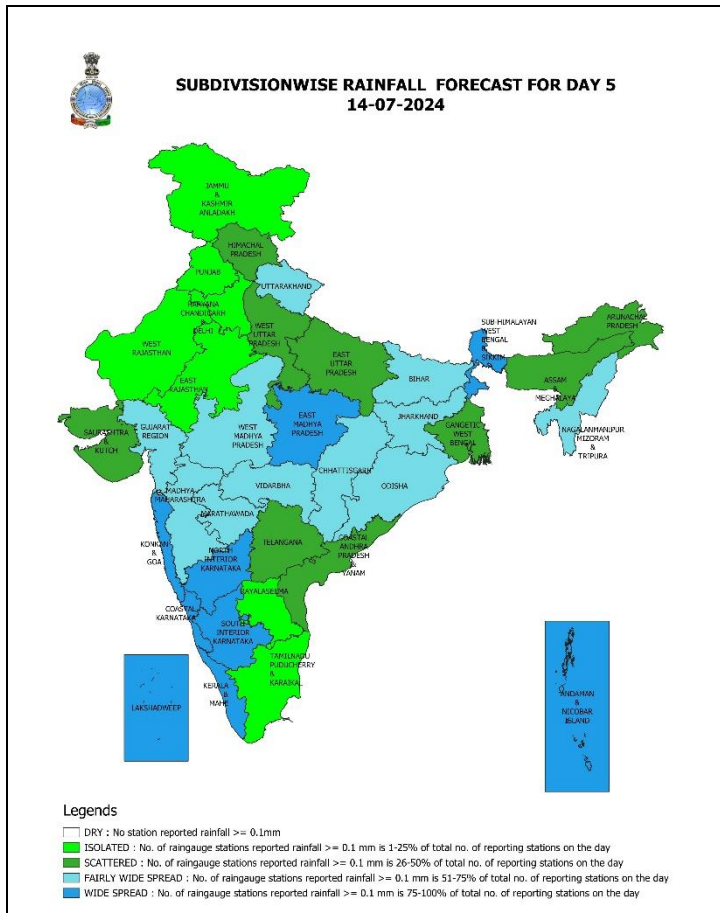 SUBDIVISIONWISE RAINFALL FORECAST FOR DAY 5
14-07-2024
JAMMU
&
KASHMIR
ANLADAKH
HIMACHAL
PRADESH
PUNJAB
UTTARAKHAND
HARYANA
CHANDIGARH
&
DELHI
WEST
UTTAR
PRADESH
WEST
RAJASTHAN
EAST
RAJASTHAN
EAST
UTTAR
PRADESH
SUB-HIMALAYAN
WEST
BENGAL
&
SIKKIM
ARUNACHAL
PRADESH
BIHAR
ASSAM
&
MEGHALAYA
NAGALANMANIPUR
MIZORAM
&
TRIPURA
SAURASHTRA
&
KUTCH
GUJARAT
REGION
WEST
MADHYA
PRADESH
EAST
MADHYA
PRADESH
JHARKHAND
GANGETIC
WEST
BENGAL
CHHATTISGARH
ODISHA
VIDARBHA
MADHYA
MAHARASHTRA
MARATHAWADA
KONKAN
&
GOA
TELANGANA
COASTAL
ANDHRA
PRADESH
&
YANAM
NORTH
INTERIOR
KARNATAKA
RAYALASEEMA
COASTAL
KARNATAKA
SOUTH
INTERIOR
KARNATAKA
TAMILNADU
PUDUCHERRY
&
KARAIKAL
KERALA
&
MAHE
LAKSHADWEEP
ANDAMAN
&
NICOBAR
ISLAND
Legends
DRY : No station reported rainfall >= 0.1mm
ISOLATED : No. of raingauge stations reported rainfall >= 0.1 mm is 1-25% of total no. of reporting stations on the day
SCATTERED : No. of raingauge stations reported rainfall >= 0.1 mm is 26-50% of total no. of reporting stations on the day
FAIRLY WIDE SPREAD : No. of raingauge stations reported rainfall >= 0.1 mm is 51-75% of total no. of reporting stations on the day
WIDE SPREAD : No. of raingauge stations reported rainfall >= 0.1 mm is 75-100% of total no. of reporting stations on the day